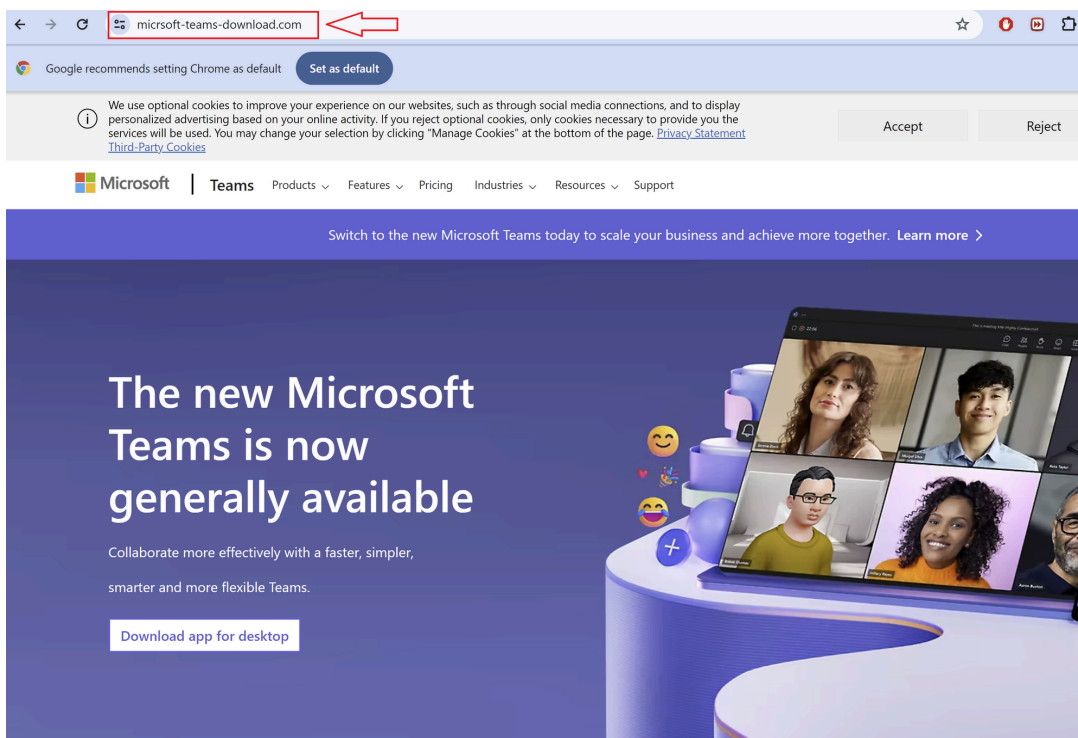 micrsoft-teams-download.com
Google recommends setting Chrome as default
Set as default
We use optional cookies to improve your experience on our websites, such as through social media connections, and to display
personalized advertising based on your online activity. If you reject optional cookies, only cookies necessary to provide you the
services will be used. You may change your selection by clicking "Manage Cookies" at the bottom of the page. Privacy Statement
Third-Party Cookies
Accept
Reject
Microsoft
Teams
Products
Features
Pricing
Industries
Resources
Support
Switch to the new Microsoft Teams today to scale your business and achieve more together. Learn more
The new Microsoft
Teams is now
generally available
Collaborate more effectively with a faster, simpler,
smarter and more flexible Teams.
Download app for desktop